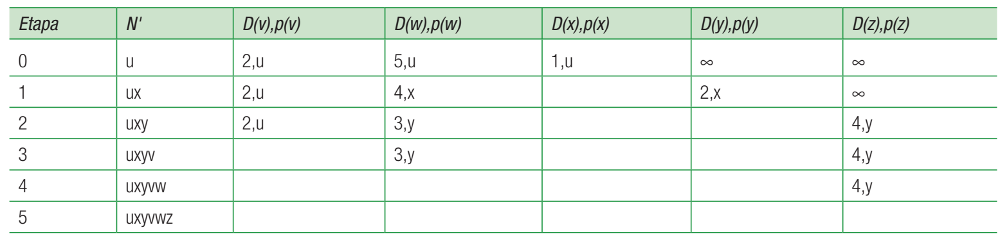 Etapa N' D(v),p(v) D(w),p(w) D(x),p(x) D(y),p(y) D(z),p(z)
0 u 2,u 5,u 1,u ∞ ∞
1 ux 2,u 4,x 2,x ∞
2 uxy 2,u 3,y 4,y
3 uxyv 3,y 4,y
4 uxyvw 4,y
5 uxyvwz